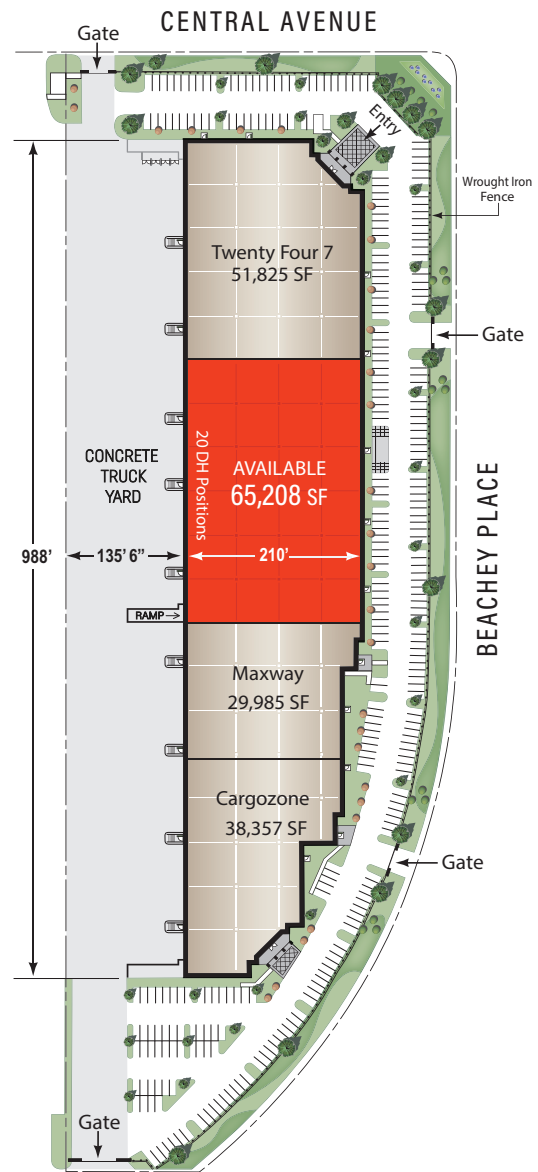 CENTRAL AVENUE
Gate
Entry
Wrought Iron
Fence
Twenty Four 7
51,825 SF
Gate
20 DH Positions
AVAILABLE
65,208 SF
CONCRETE
TRUCK
YARD
BEACHEY PLACE
988'
135' 6"
210'
RAMP
Maxway
29,985 SF
Cargozone
38,357 SF
Gate
Gate